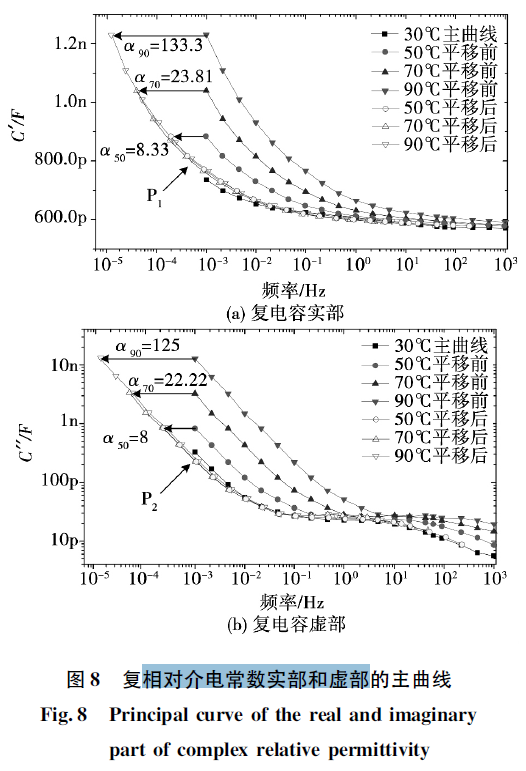 1.2n
1.0n
800.0p
600.0p
C′/F
α90=133.3
α70=23.81
α50=8.33
P1
30℃主曲线
50℃平移前
70℃平移前
90℃平移前
50℃平移后
70℃平移后
90℃平移后
10⁻⁵ 10⁻⁴ 10⁻³ 10⁻² 10⁻¹ 10⁰ 10¹ 10² 10³
频率/Hz
(a) 复电容实部
10n
1n
100p
10p
C″/F
α90=125
α70=22.22
α50=8
P2
30℃主曲线
50℃平移前
70℃平移前
90℃平移前
50℃平移后
70℃平移后
90℃平移后
10⁻⁵ 10⁻⁴ 10⁻³ 10⁻² 10⁻¹ 10⁰ 10¹ 10² 10³
频率/Hz
(b) 复电容虚部
图 8 复相对介电常数实部和虚部的主曲线
Fig. 8 Principal curve of the real and imaginary
part of complex relative permittivity